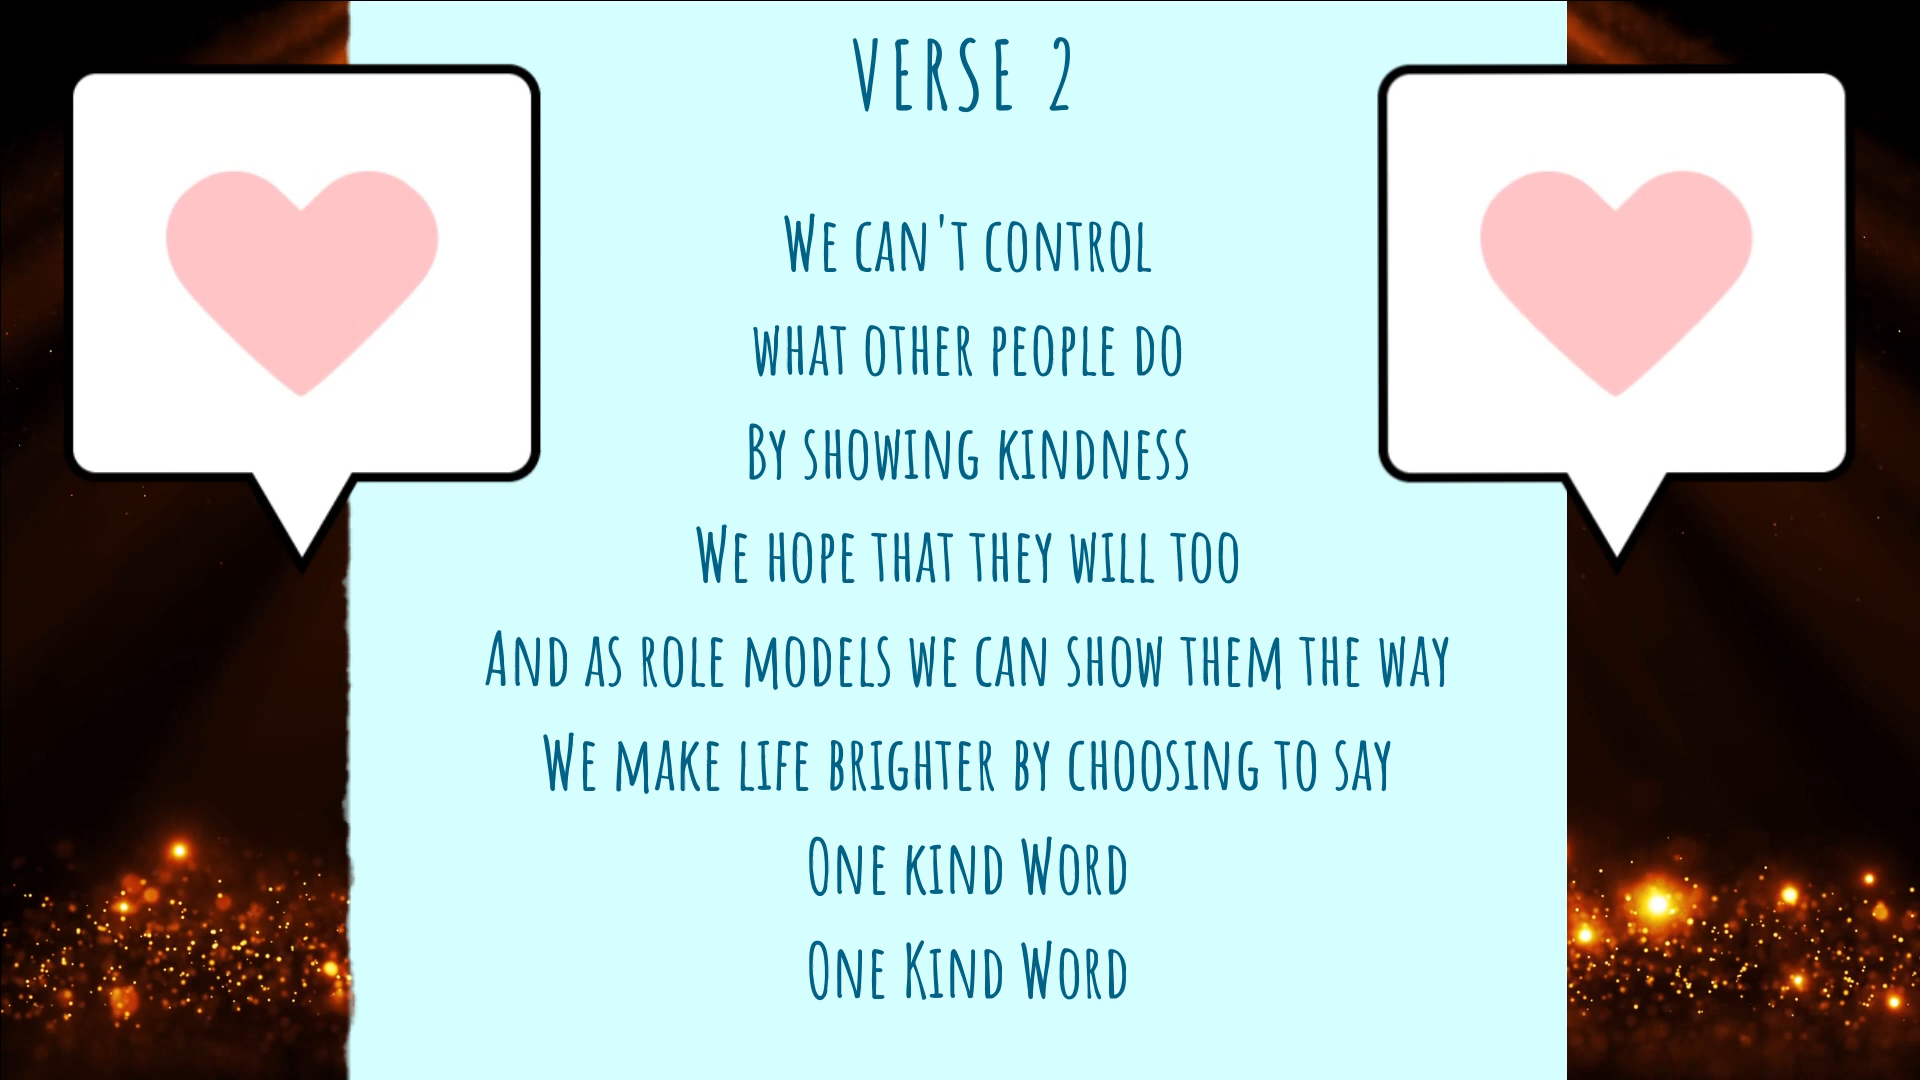 VERSE 2
We can't control
what other people do
By showing kindness
We hope that they will too
And as role models we can show them the way
We make life brighter by choosing to say
One kind Word
One Kind Word